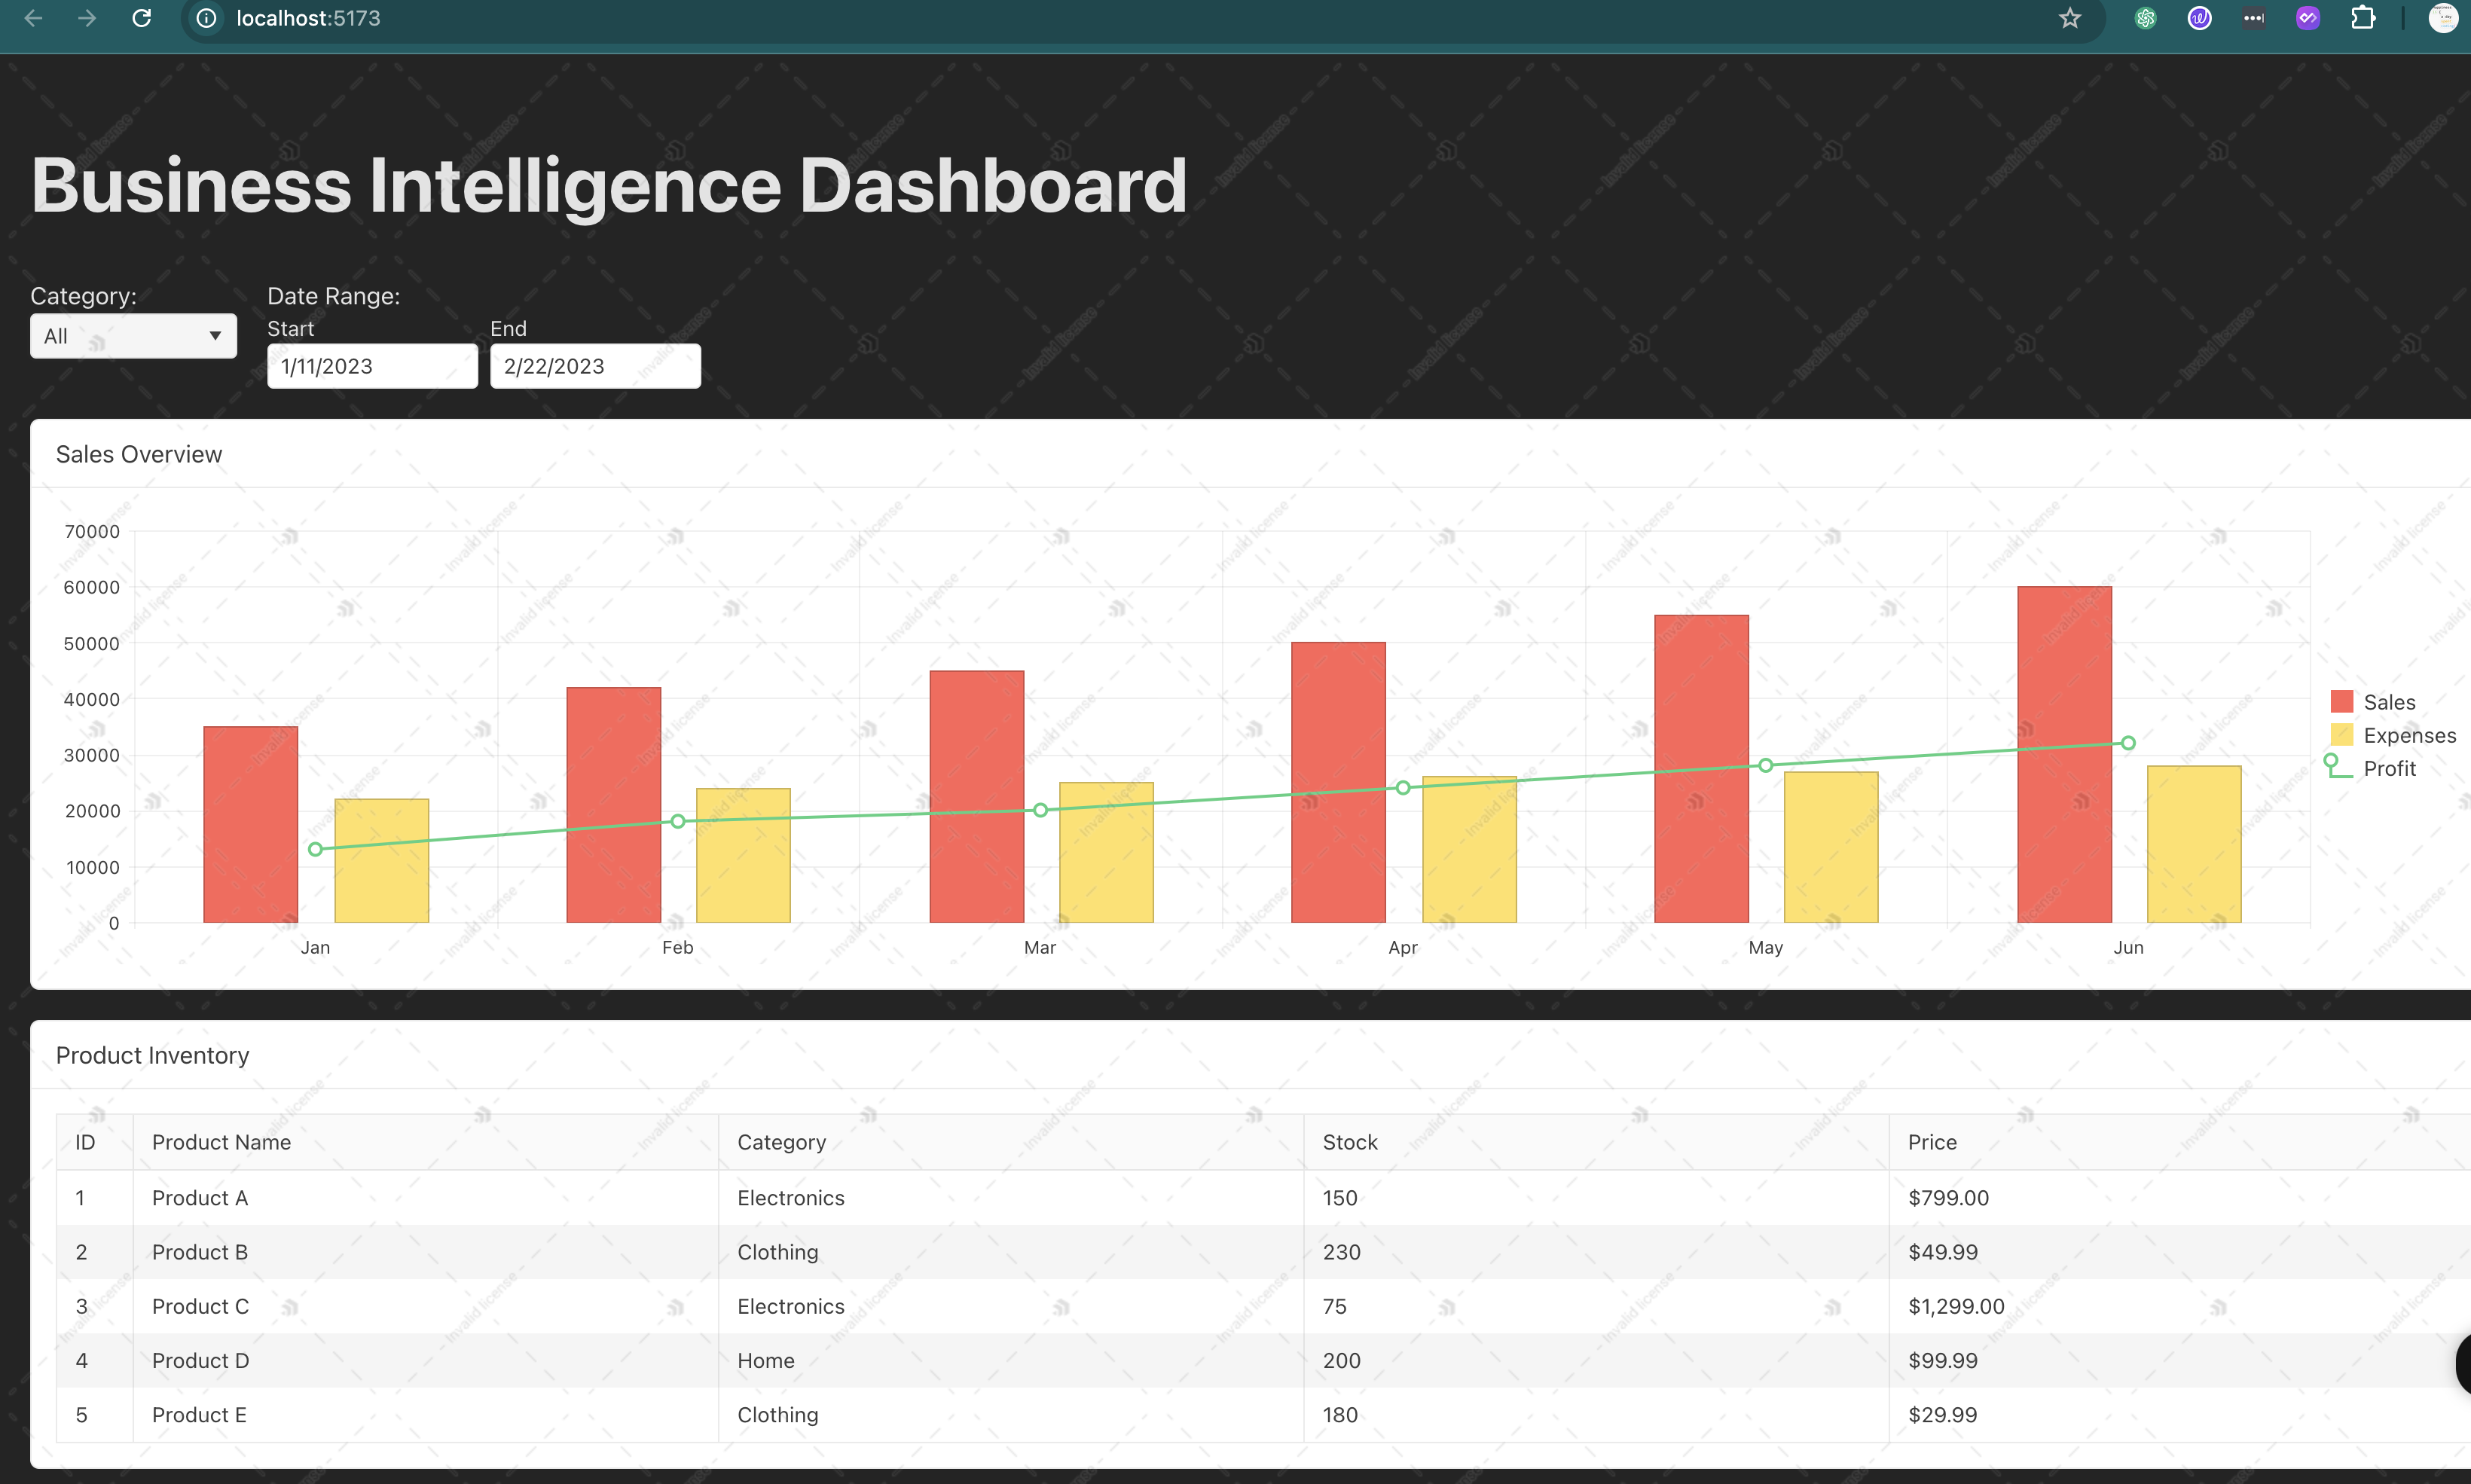 localhost:5173
Business Intelligence Dashboard
Category:
Date Range:
All
Start
End
1/11/2023
2/22/2023
Sales Overview
70000
60000
50000
40000
30000
20000
10000
0
Jan
Feb
Mar
Apr
May
Jun
Sales
Expenses
Profit
Product Inventory
ID Product Name Category Stock Price
1 Product A Electronics 150 $799.00
2 Product B Clothing 230 $49.99
3 Product C Electronics 75 $1,299.00
4 Product D Home 200 $99.99
5 Product E Clothing 180 $29.99
Invalid license